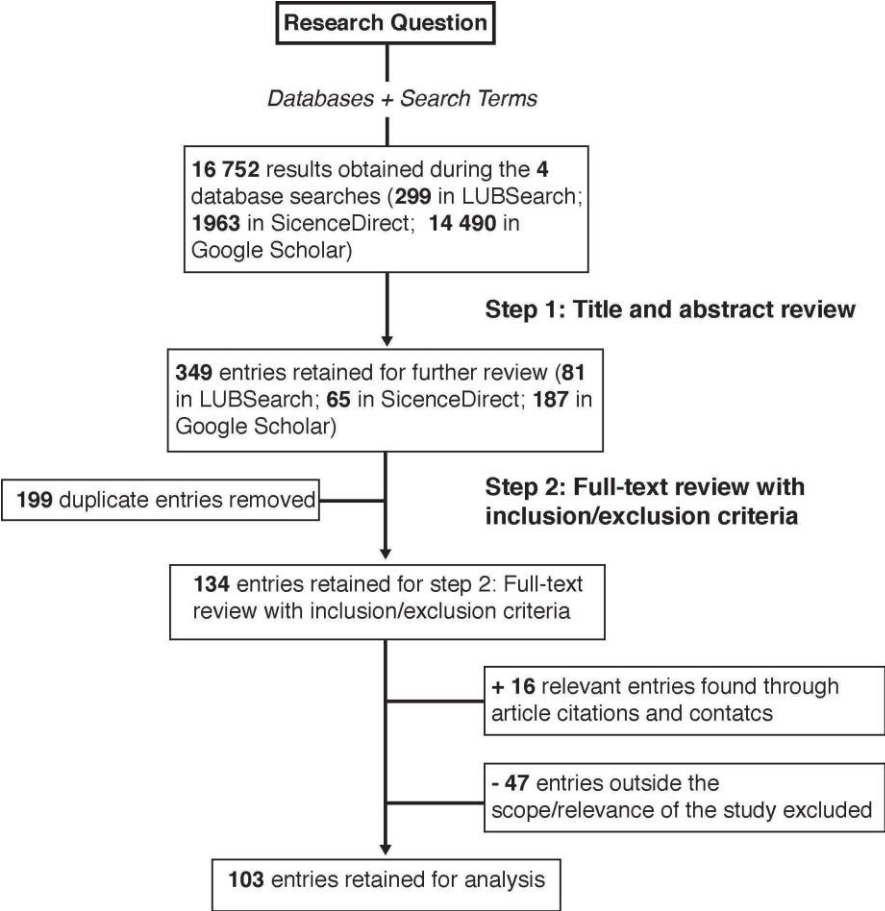 Research Question
Databases + Search Terms
16 752 results obtained during the 4
database searches (299 in LUBSearch;
1963 in SicenceDirect; 14 490 in
Google Scholar)
Step 1: Title and abstract review
349 entries retained for further review (81
in LUBSearch; 65 in SicenceDirect; 187 in
Google Scholar)
199 duplicate entries removed
Step 2: Full-text review with
inclusion/exclusion criteria
134 entries retained for step 2: Full-text
review with inclusion/exclusion criteria
+ 16 relevant entries found through
article citations and contatcs
- 47 entries outside the
scope/relevance of the study excluded
103 entries retained for analysis